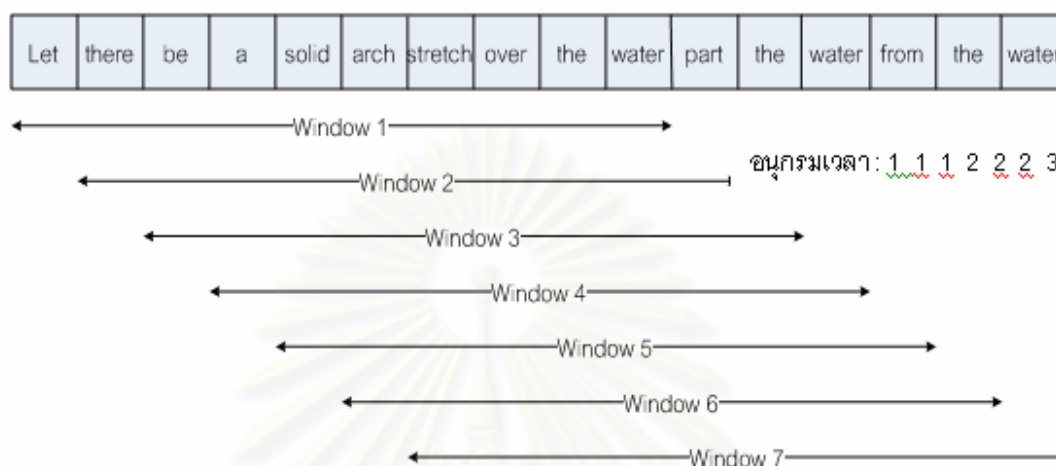 Let there be a solid arch stretch over the water part the water from the water
Window 1
อนุกรมเวลา : 1 1 1 2 2 2 3
Window 2
Window 3
Window 4
Window 5
Window 6
Window 7